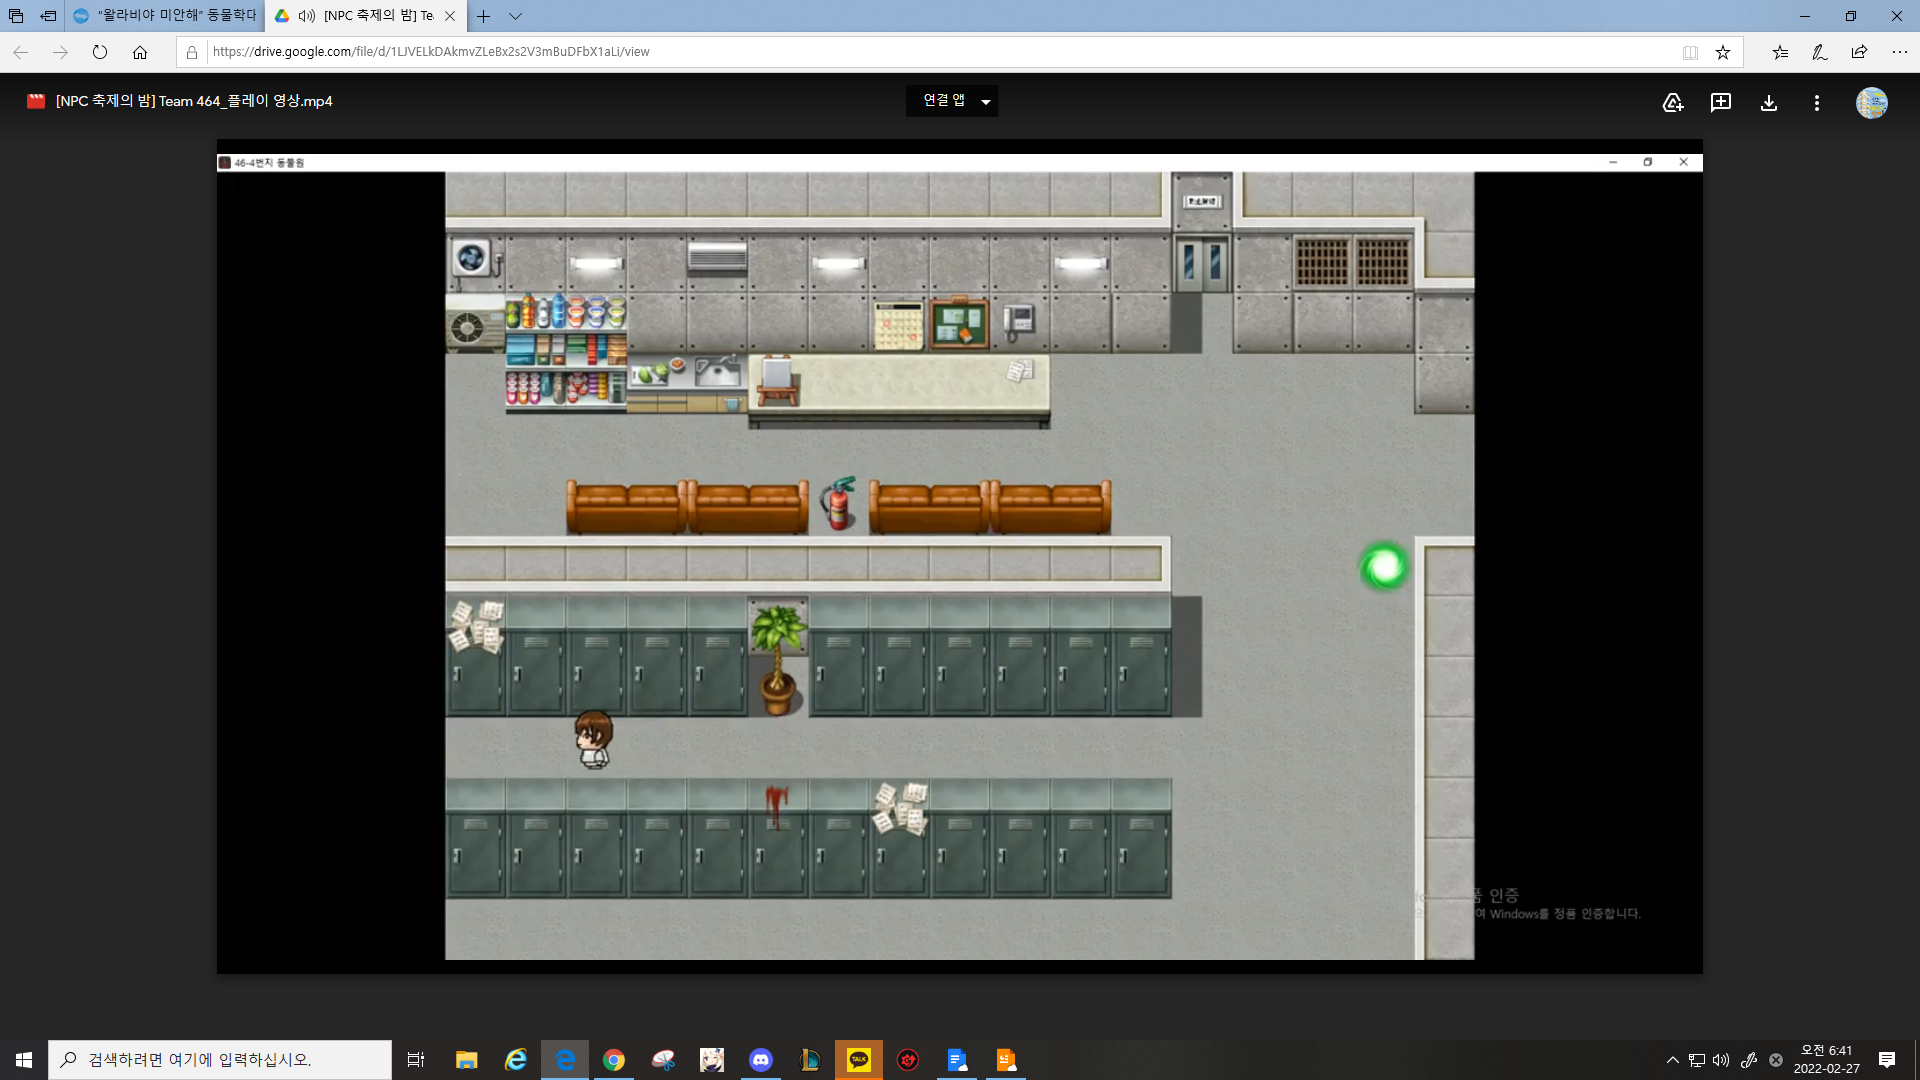 “왈라비야 미안해” 동물학대
[NPC 축제의 밤] Tea
https://drive.google.com/file/d/1LJVELkDAkmvZLeBx2s2V3mBuDFbX1aLi/view
[NPC 축제의 밤] Team 464_플레이 영상.mp4
연결 앱
46-4번지 동물원
품 인증
여 Windows를 정품 인증합니다.
검색하려면 여기에 입력하십시오.
TALK
오전 6:41
2022-02-27